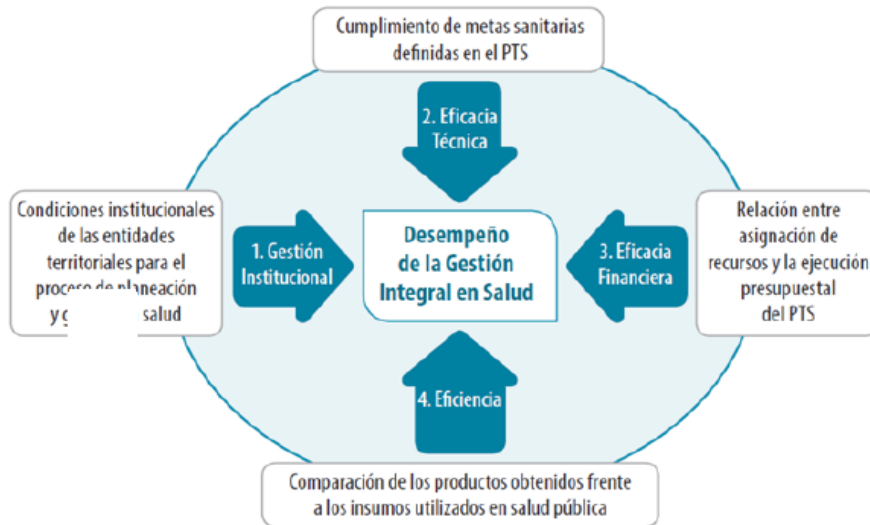 Cumplimiento de metas sanitarias
definidas en el PTS
2. Eficacia
Técnica
Condiciones institucionales
de las entidades
territoriales para el
proceso de planeación
y salud
1. Gestión
Institucional
Desempeño
de la Gestión
Integral en Salud
3. Eficacia
Financiera
Relación entre
asignación de
recursos y la ejecución
presupuestal
del PTS
4. Eficiencia
Comparación de los productos obtenidos frente
a los insumos utilizados en salud pública